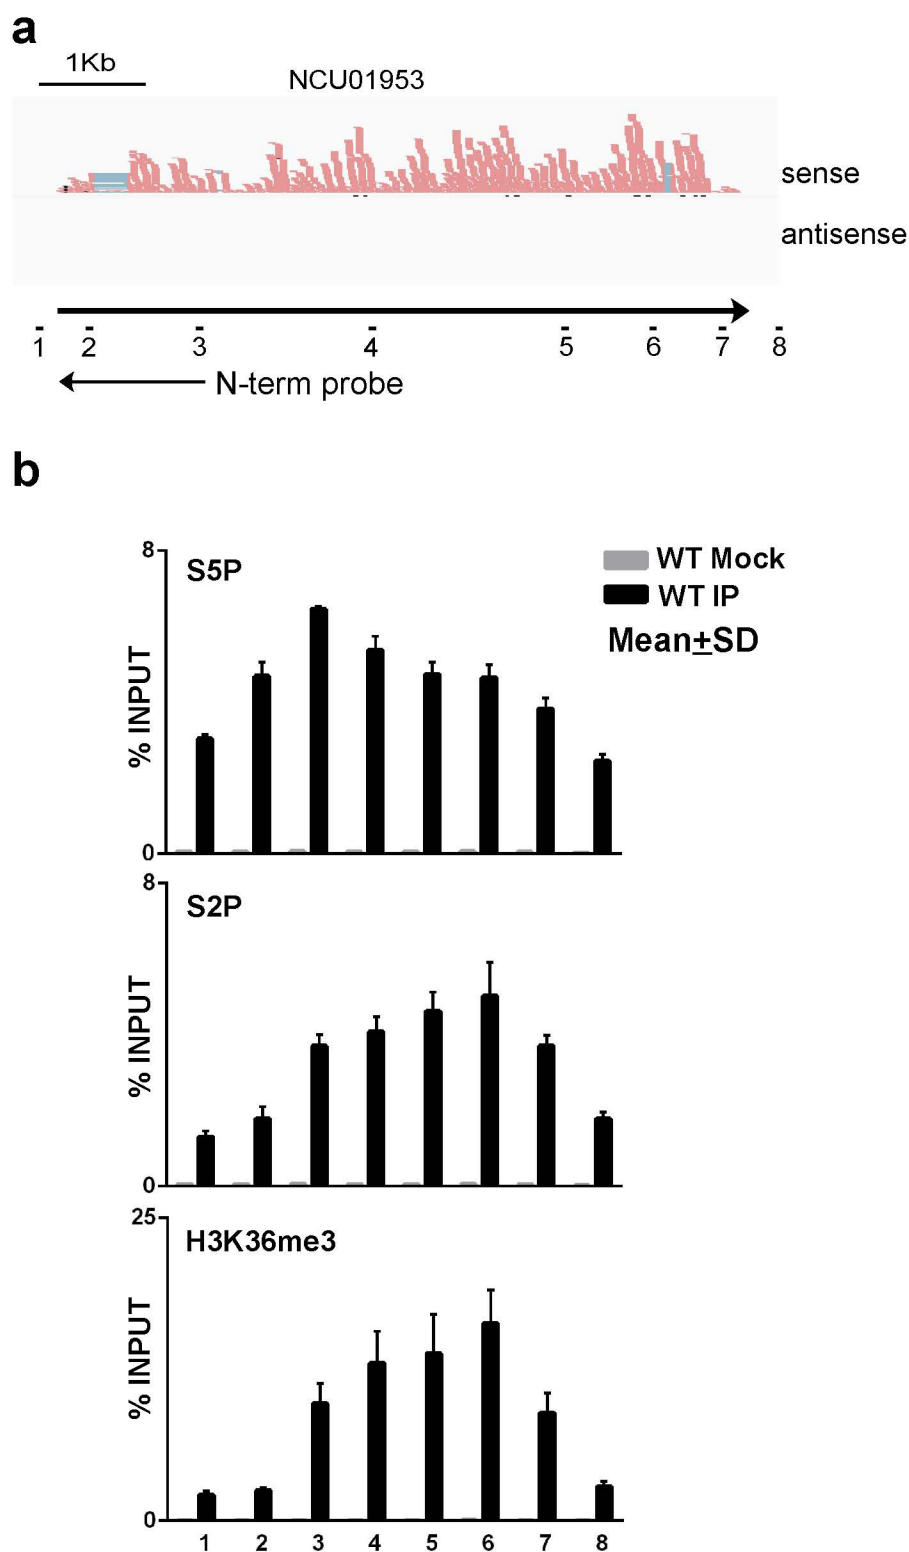 a
1Kb
NCU01953
sense
antisense
1 2 3 4 5 6 7 8
N-term probe
b
8
S5P
WT Mock
WT IP
Mean±SD
% INPUT
0
8
S2P
% INPUT
0
25
H3K36me3
% INPUT
0
1 2 3 4 5 6 7 8